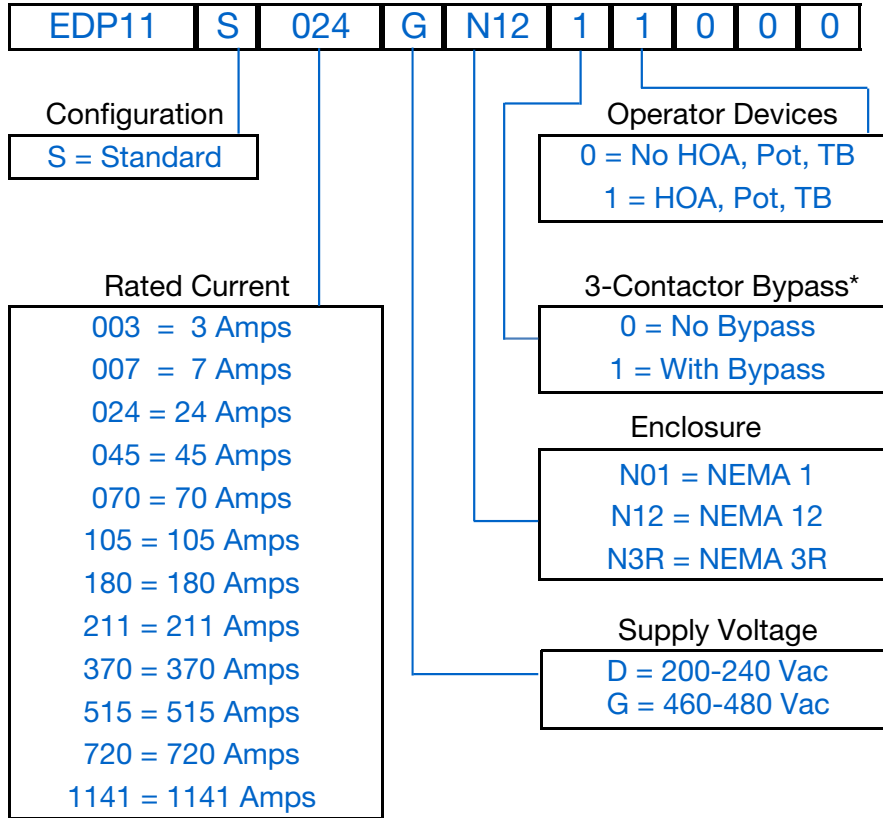 EDP11 S 024 G N12 1 1 0 0 0
Configuration
S = Standard
Operator Devices
0 = No HOA, Pot, TB
1 = HOA, Pot, TB
Rated Current
003 = 3 Amps
007 = 7 Amps
024 = 24 Amps
045 = 45 Amps
070 = 70 Amps
105 = 105 Amps
180 = 180 Amps
211 = 211 Amps
370 = 370 Amps
515 = 515 Amps
720 = 720 Amps
1141 = 1141 Amps
3-Contactor Bypass*
0 = No Bypass
1 = With Bypass
Enclosure
N01 = NEMA 1
N12 = NEMA 12
N3R = NEMA 3R
Supply Voltage
D = 200-240 Vac
G = 460-480 Vac